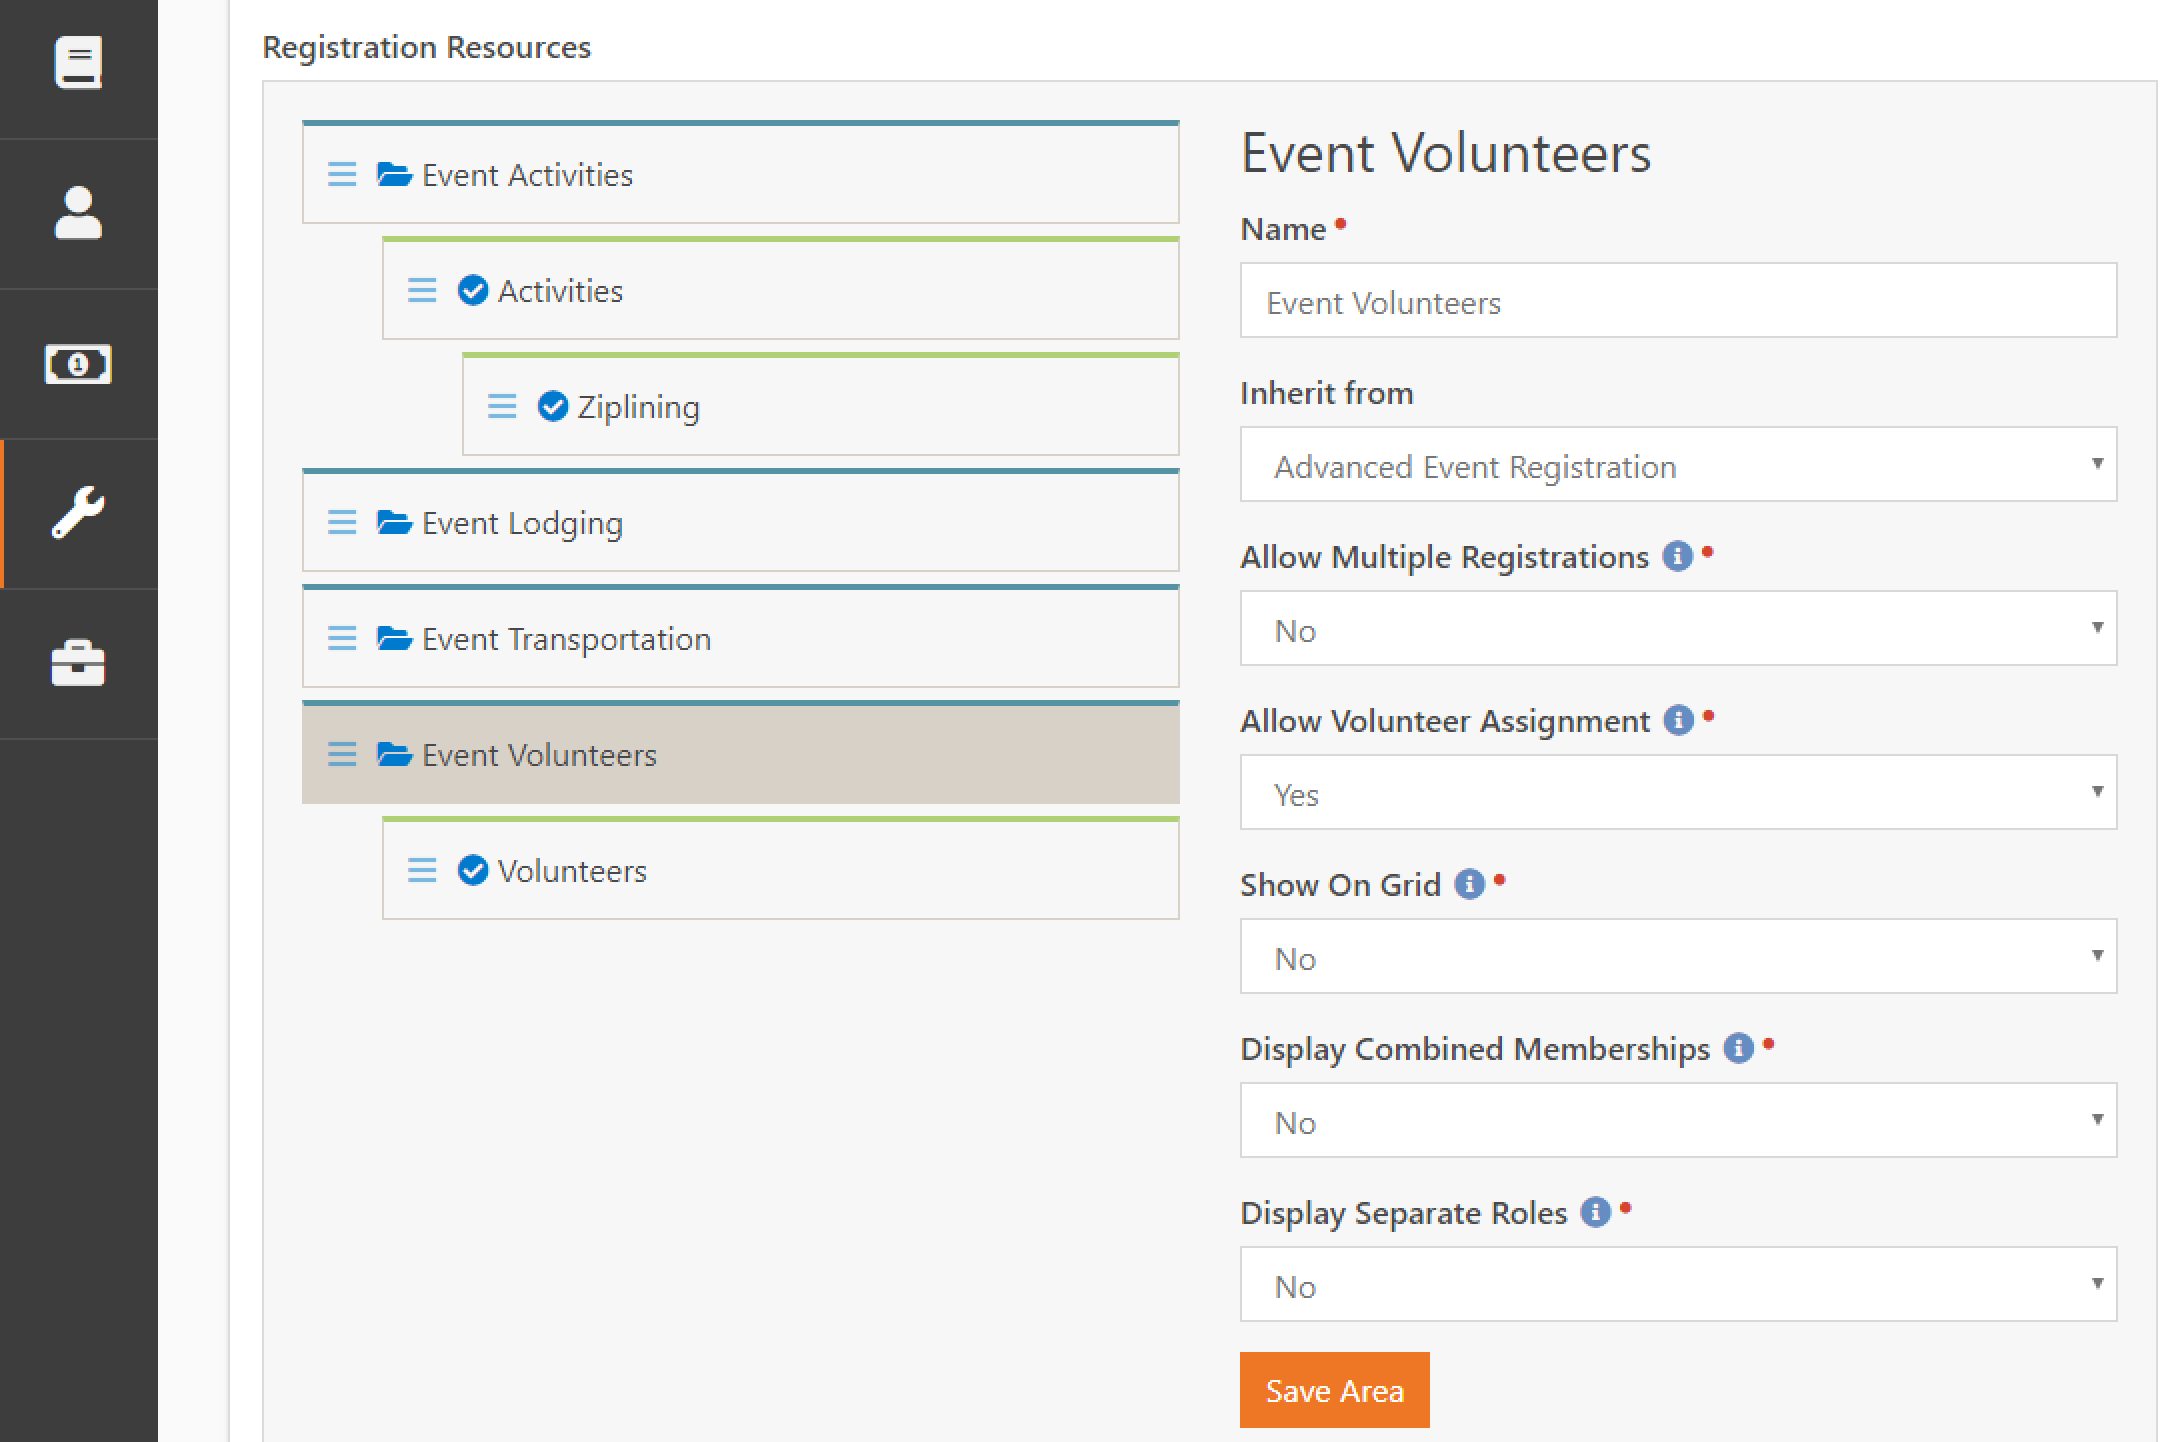 Registration Resources
Event Activities
Activities
Ziplining
Event Lodging
Event Transportation
Event Volunteers
Volunteers
Event Volunteers
Name
Event Volunteers
Inherit from
Advanced Event Registration
Allow Multiple Registrations
No
Allow Volunteer Assignment
Yes
Show On Grid
No
Display Combined Memberships
No
Display Separate Roles
No
Save Area